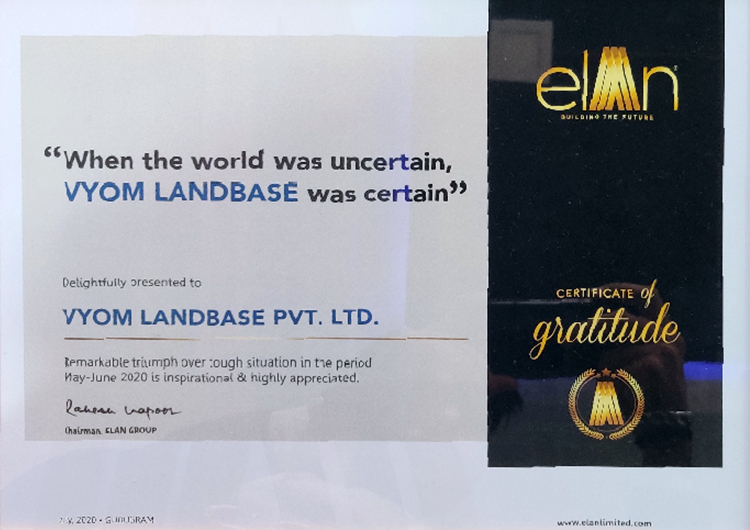 elan
BUILDING THE FUTURE
“When the world was uncertain,
VYOM LANDBASE was certain”
Delightfully presented to
VYOM LANDBASE PVT. LTD.
Remarkable triumph over tough situation in the period
May-June 2020 is inspirational & highly appreciated.
Chairman, ELAN GROUP
CERTIFICATE of
gratitude
2020 • GURUGRAM
www.elanlimited.com